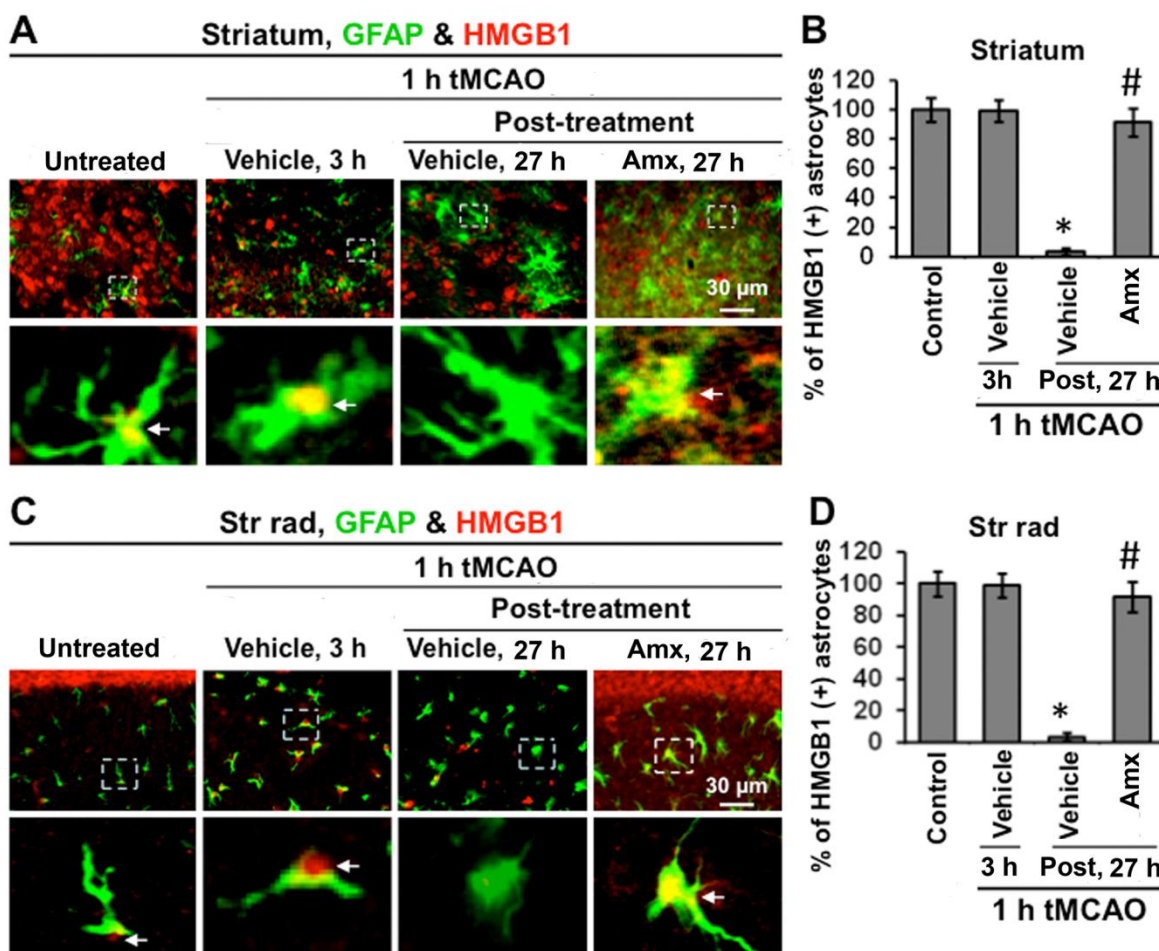 A
Striatum, GFAP & HMGB1
1 h tMCAO
Post-treatment
Untreated
Vehicle, 3 h
Vehicle, 27 h
Amx, 27 h
30 µm
B
Striatum
% of HMGB1 (+) astrocytes
120
100
80
60
40
20
0
*
#
Control
Vehicle
Vehicle
Amx
3h
Post, 27 h
1 h tMCAO
C
Str rad, GFAP & HMGB1
1 h tMCAO
Post-treatment
Untreated
Vehicle, 3 h
Vehicle, 27 h
Amx, 27 h
30 µm
D
Str rad
% of HMGB1 (+) astrocytes
120
100
80
60
40
20
0
*
#
Control
Vehicle
Vehicle
Amx
3 h
Post, 27 h
1 h tMCAO